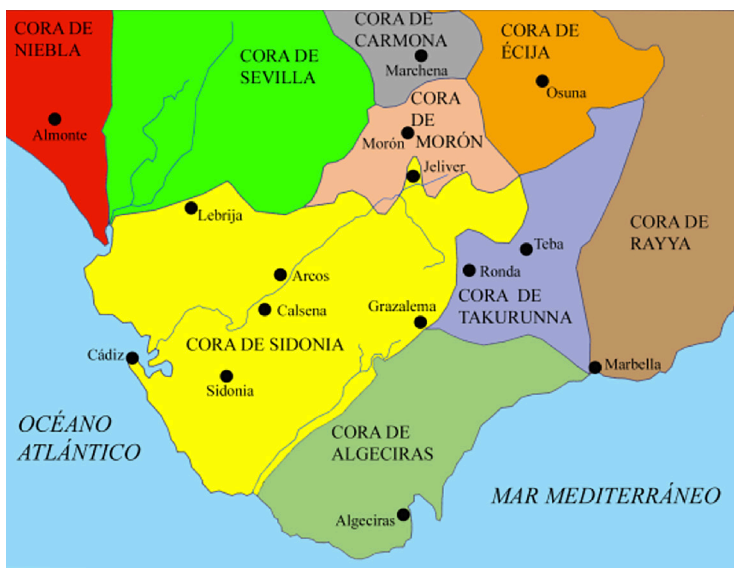 CORA DE
NIEBLA
CORA DE
SEVILLA
CORA DE
CARMONA
Marchena
CORA DE
ÉCIJA
Osuna
Almonte
CORA
DE
MORÓN
Morón
Jeliver
Lebrija
CORA DE
RAYYA
Teba
Ronda
CORA DE
TAKURUNNA
Arcos
Calsena
Grazalema
CORA DE SIDONIA
Cádiz
Sidonia
Marbella
OCÉANO
ATLÁNTICO
CORA DE
ALGECIRAS
MAR MEDITERRÁNEO
Algeciras